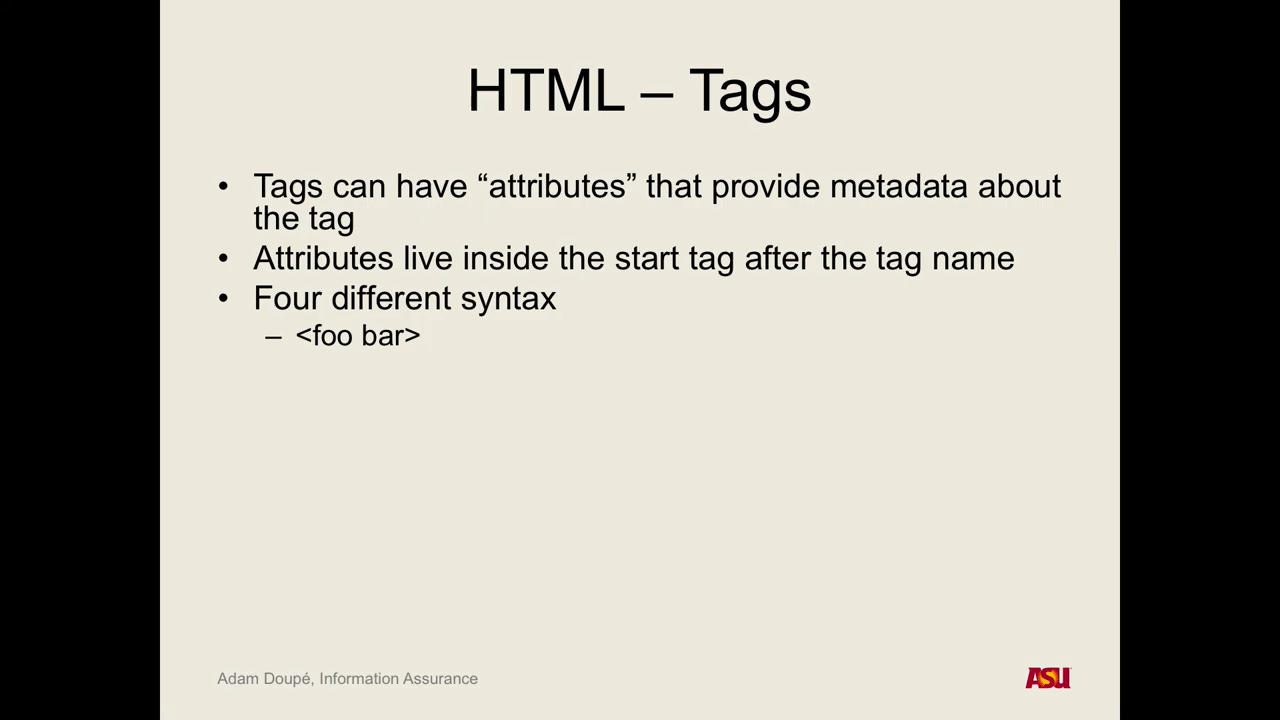 HTML – Tags
• Tags can have “attributes” that provide metadata about
the tag
• Attributes live inside the start tag after the tag name
• Four different syntax
– <foo bar>
Adam Doupé, Information Assurance
ASU